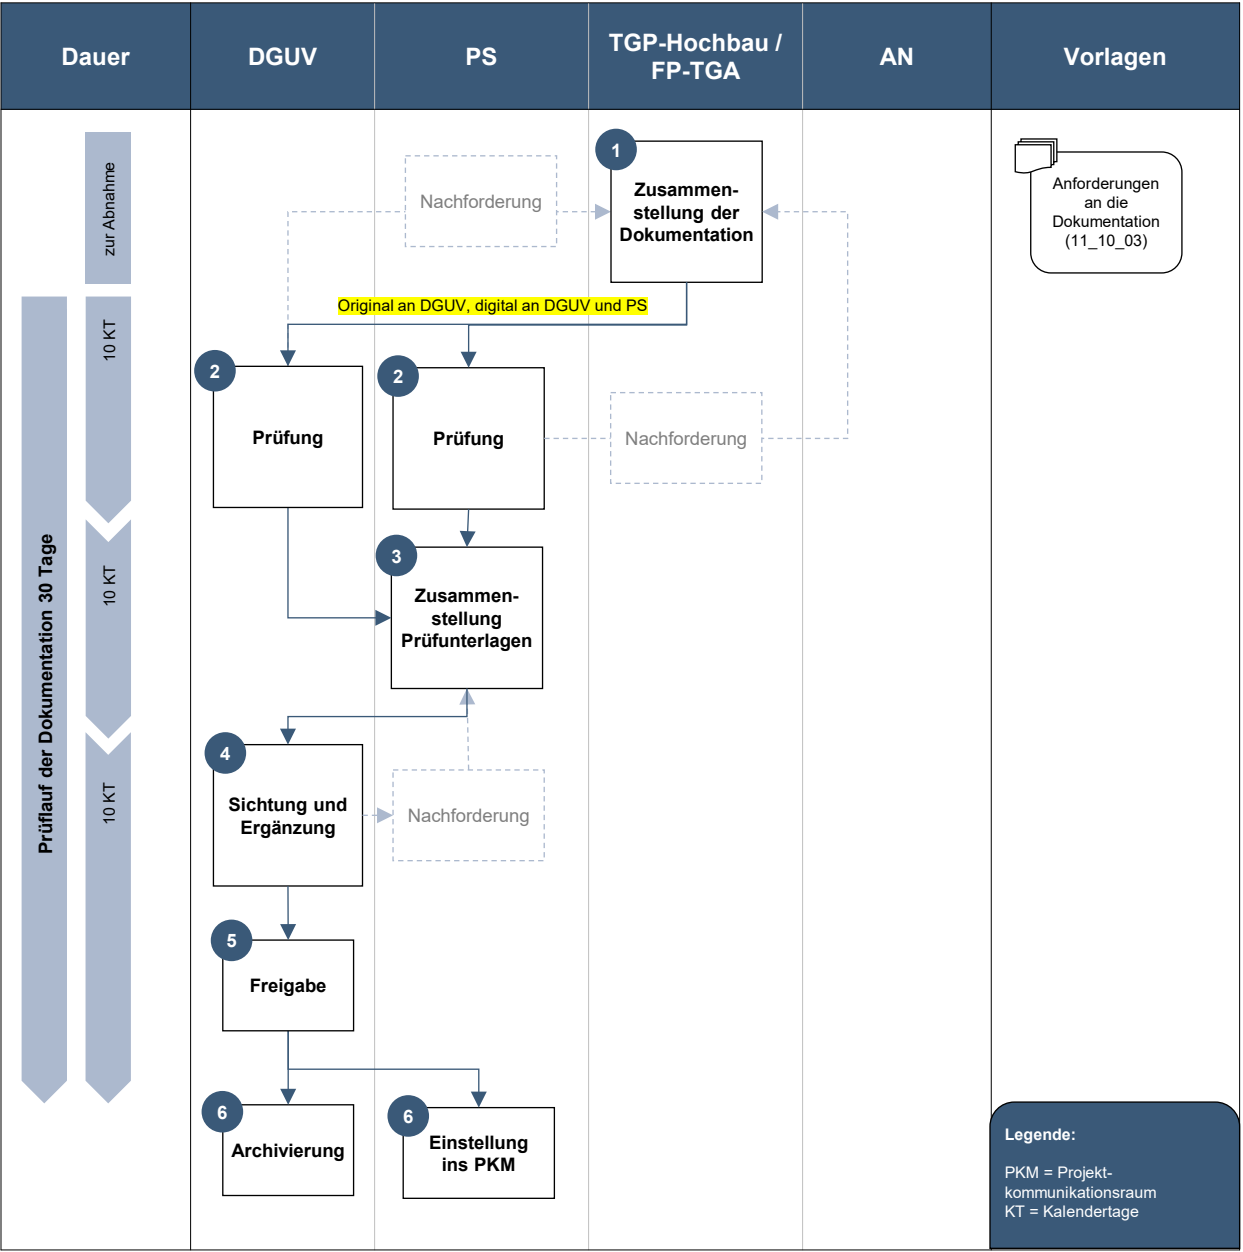 Dauer
DGUV
PS
TGP-Hochbau /
FP-TGA
AN
Vorlagen
zur Abnahme
1
Zusammen-
stellung der
Dokumentation
Nachforderung
Anforderungen
an die
Dokumentation
(11_10_03)
Original an DGUV, digital an DGUV und PS
Prüflauf der Dokumentation 30 Tage
10 KT
2
Prüfung
2
Prüfung
Nachforderung
10 KT
3
Zusammen-
stellung
Prüfunterlagen
10 KT
4
Sichtung und
Ergänzung
Nachforderung
5
Freigabe
6
Archivierung
6
Einstellung
ins PKM
Legende:
PKM = Projekt-
kommunikationsraum
KT = Kalendertage